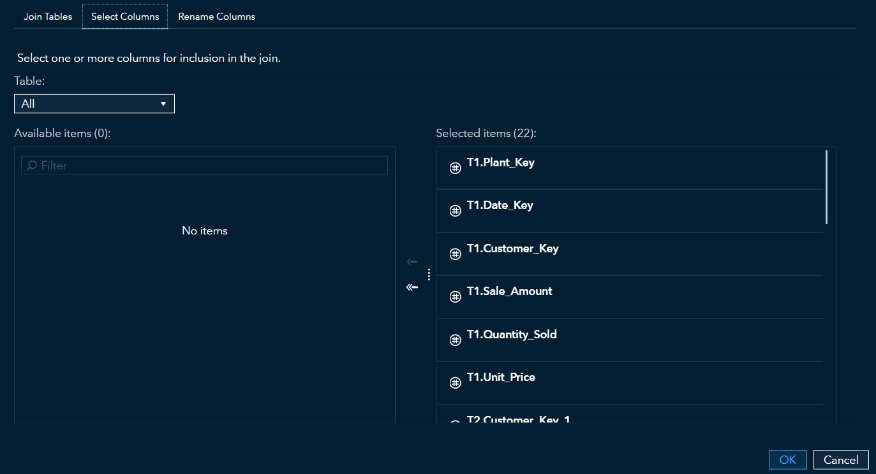 Join Tables
Select Columns
Rename Columns
Select one or more columns for inclusion in the join.
Table:
All
Available items (0):
Filter
No items
Selected items (22):
T1.Plant_Key
T1.Date_Key
T1.Customer_Key
T1.Sale_Amount
T1.Quantity_Sold
T1.Unit_Price
T2.Customer_Key_1
OK
Cancel